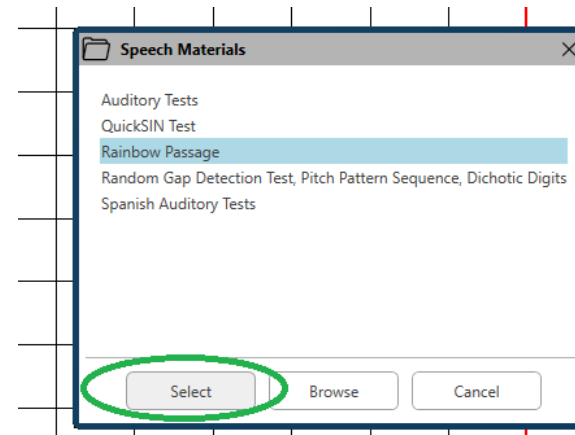 Speech Materials
Auditory Tests
QuickSIN Test
Rainbow Passage
Random Gap Detection Test, Pitch Pattern Sequence, Dichotic Digits
Spanish Auditory Tests
Select Browse Cancel